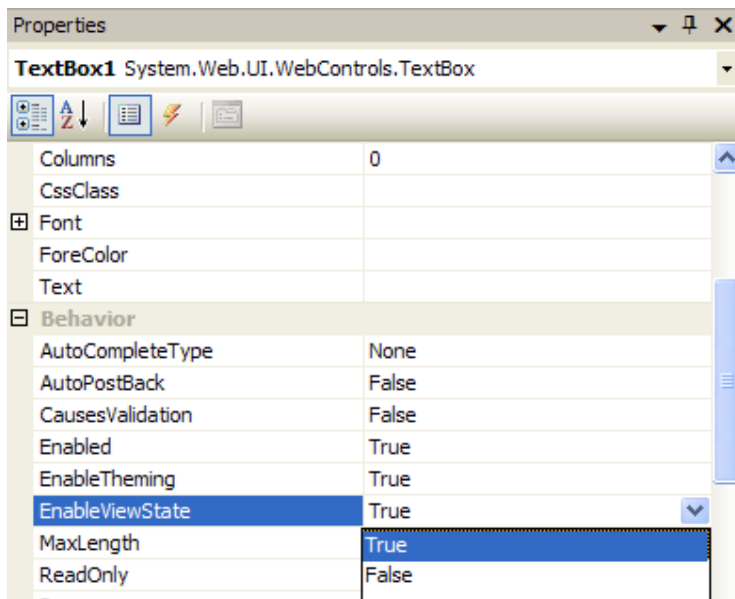 Properties
TextBox1 System.Web.UI.WebControls.TextBox
A
Z
Columns 0
CssClass
Font
ForeColor
Text
Behavior
AutoCompleteType None
AutoPostBack False
CausesValidation False
Enabled True
EnableTheming True
EnableViewState True
MaxLength True
ReadOnly False